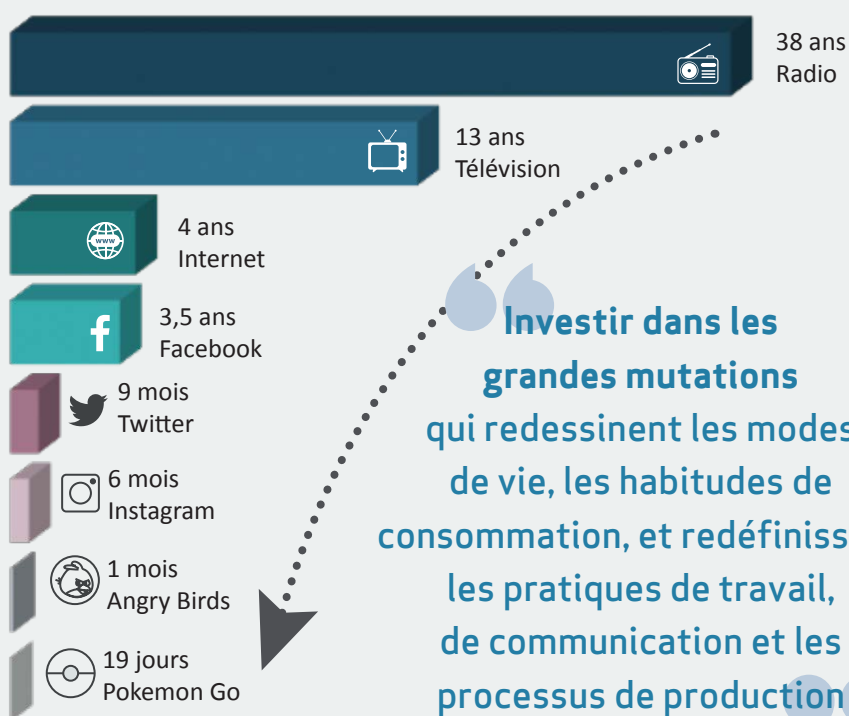 38 ans
Radio
13 ans
Télévision
www
4 ans
Internet
3,5 ans
Facebook
9 mois
Twitter
6 mois
Instagram
1 mois
Angry Birds
19 jours
Pokemon Go
Investir dans les
grandes mutations
qui redessinent les modes
de vie, les habitudes de
consommation, et redéfiniss
les pratiques de travail,
de communication et les
processus de production